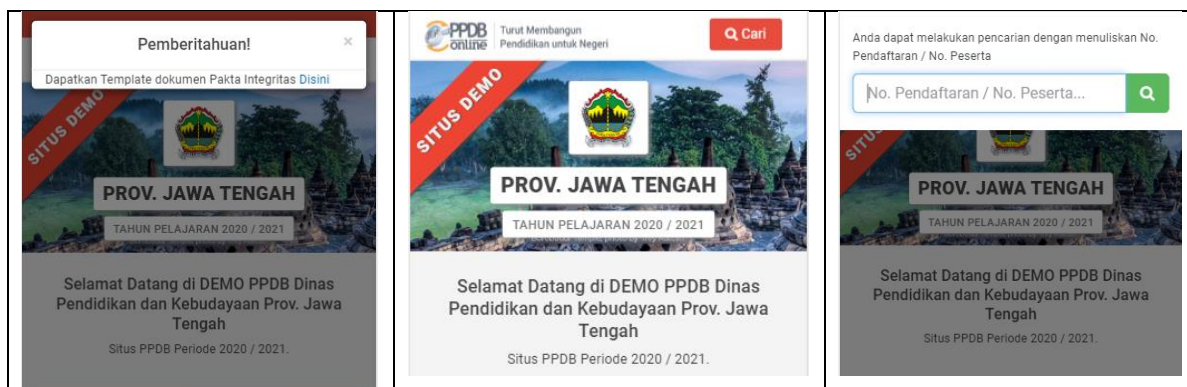 Pemberitahuan!
×
Dapatkan Template dokumen Pakta Integritas Disini
SITUS DEMO
PROV. JAWA TENGAH
TAHUN PELAJARAN 2020 / 2021
Selamat Datang di DEMO PPDB Dinas
Pendidikan dan Kebudayaan Prov. Jawa
Tengah
Situs PPDB Periode 2020 / 2021.
PPDB
online
Turut Membangun
Pendidikan untuk Negeri
Cari
SITUS DEMO
PROV. JAWA TENGAH
TAHUN PELAJARAN 2020 / 2021
Selamat Datang di DEMO PPDB Dinas
Pendidikan dan Kebudayaan Prov. Jawa
Tengah
Situs PPDB Periode 2020 / 2021.
Anda dapat melakukan pencarian dengan menuliskan No.
Pendaftaran / No. Peserta
No. Pendaftaran / No. Peserta...
SITUS DEMO
PROV. JAWA TENGAH
TAHUN PELAJARAN 2020 / 2021
Selamat Datang di DEMO PPDB Dinas
Pendidikan dan Kebudayaan Prov. Jawa
Tengah
Situs PPDB Periode 2020 / 2021.